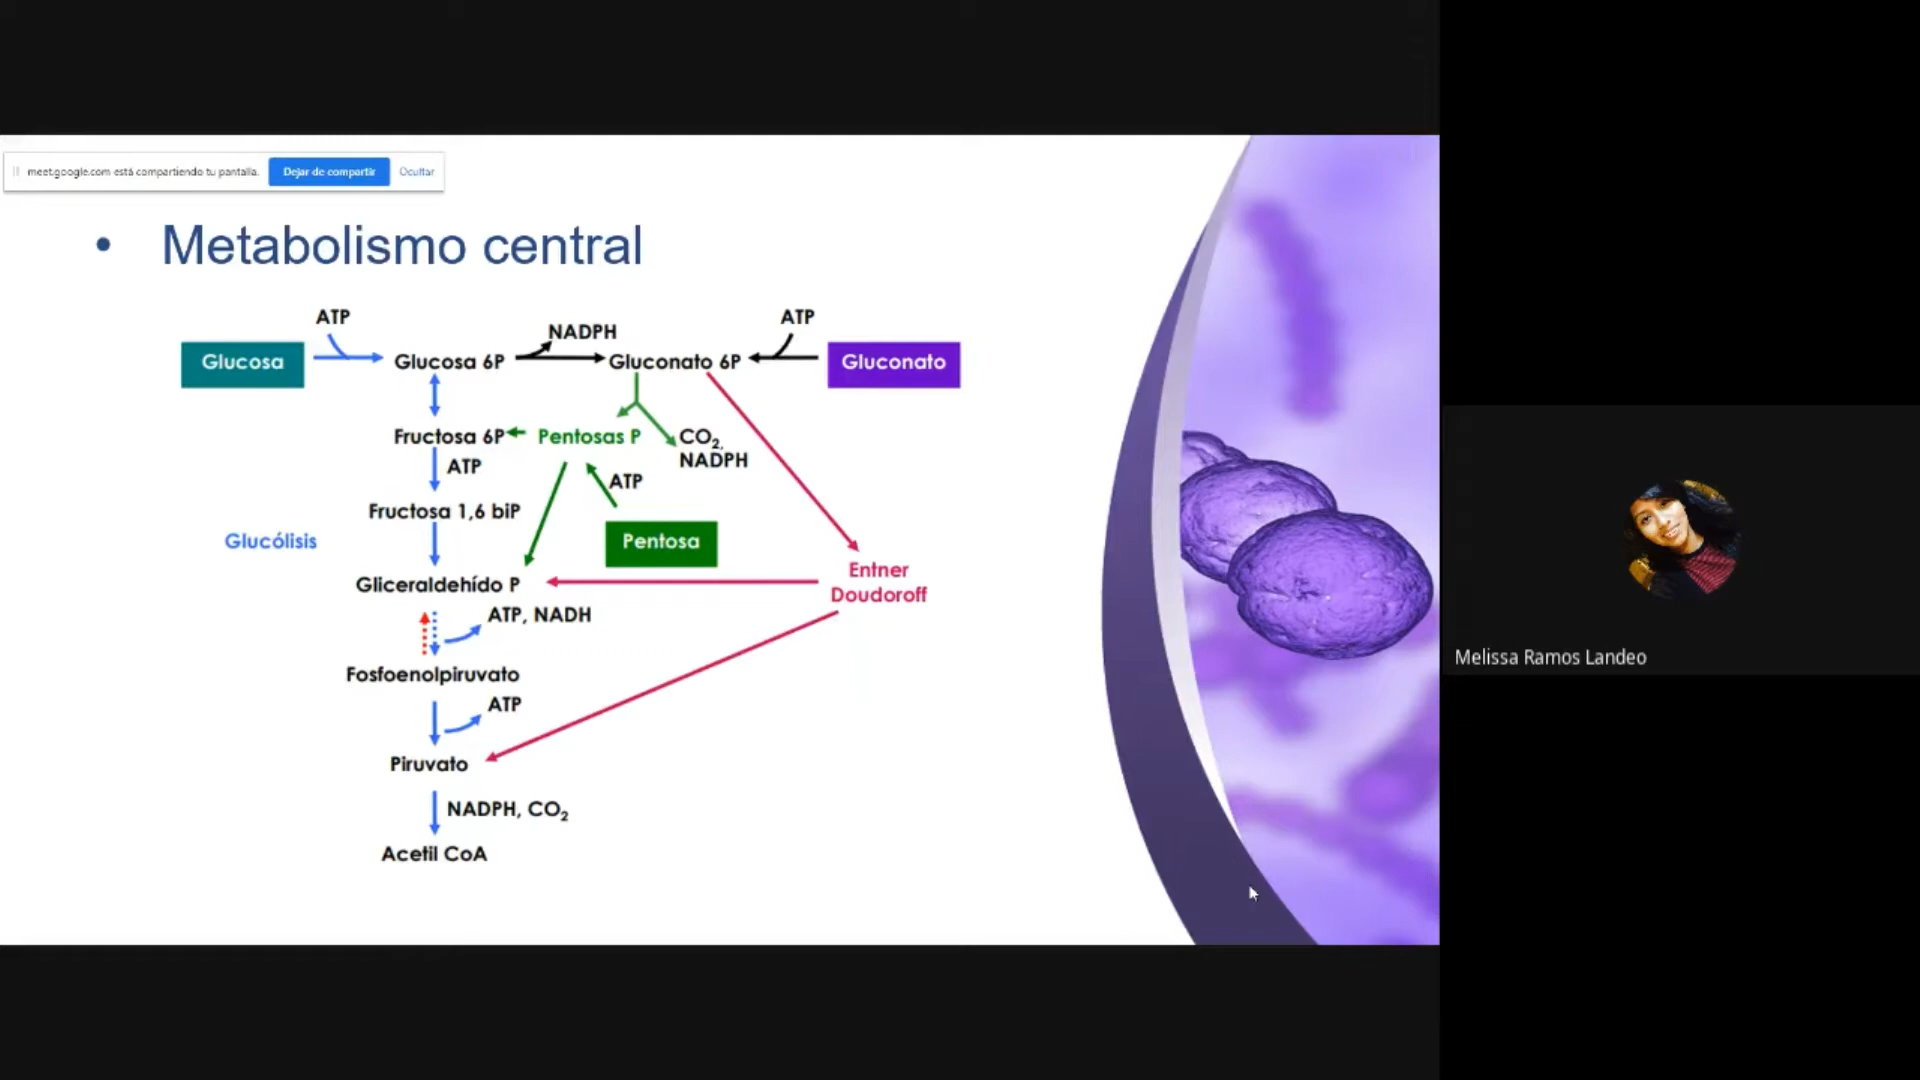 meet.google.com está compartiendo tu pantalla. Dejar de compartir Ocultar
• Metabolismo central
ATP
NADPH
ATP
Glucosa
Glucosa 6P
Gluconato 6P
Gluconato
Fructosa 6P
Pentosas P
CO₂,
NADPH
ATP
ATP
Fructosa 1,6 biP
Glucólisis
Pentosa
Entner
Doudoroff
Gliceraldehído P
ATP, NADH
Fosfoenolpiruvato
ATP
Piruvato
NADPH, CO₂
Acetil CoA
Melissa Ramos Landeo